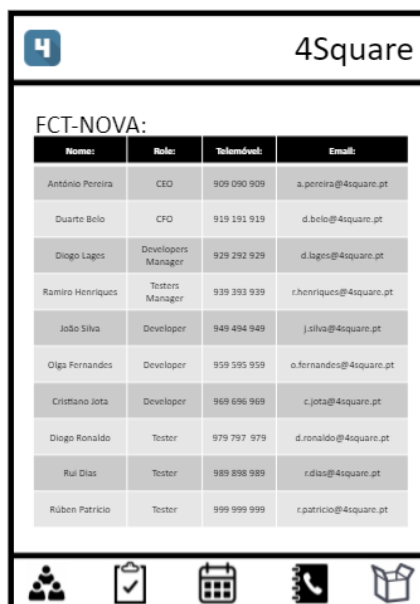 4
4Square
FCT-NOVA:
Nome: Role: Telemóvel: Email:
António Pereira CEO 909 090 909 a.pereira@4square.pt
Duarte Belo CFO 919 191 919 d.belo@4square.pt
Diogo Lages Developers Manager 929 292 929 d.lages@4square.pt
Ramiro Henriques Testers Manager 939 393 939 r.henriques@4square.pt
João Silva Developer 949 494 949 j.silva@4square.pt
Olga Fernandes Developer 959 595 959 o.fernandes@4square.pt
Cristiano Jota Developer 969 696 969 c.jota@4square.pt
Diogo Ronaldo Tester 979 797 979 d.ronaldo@4square.pt
Rui Dias Tester 989 898 989 r.dias@4square.pt
Rúben Patrício Tester 999 999 999 r.patricio@4square.pt